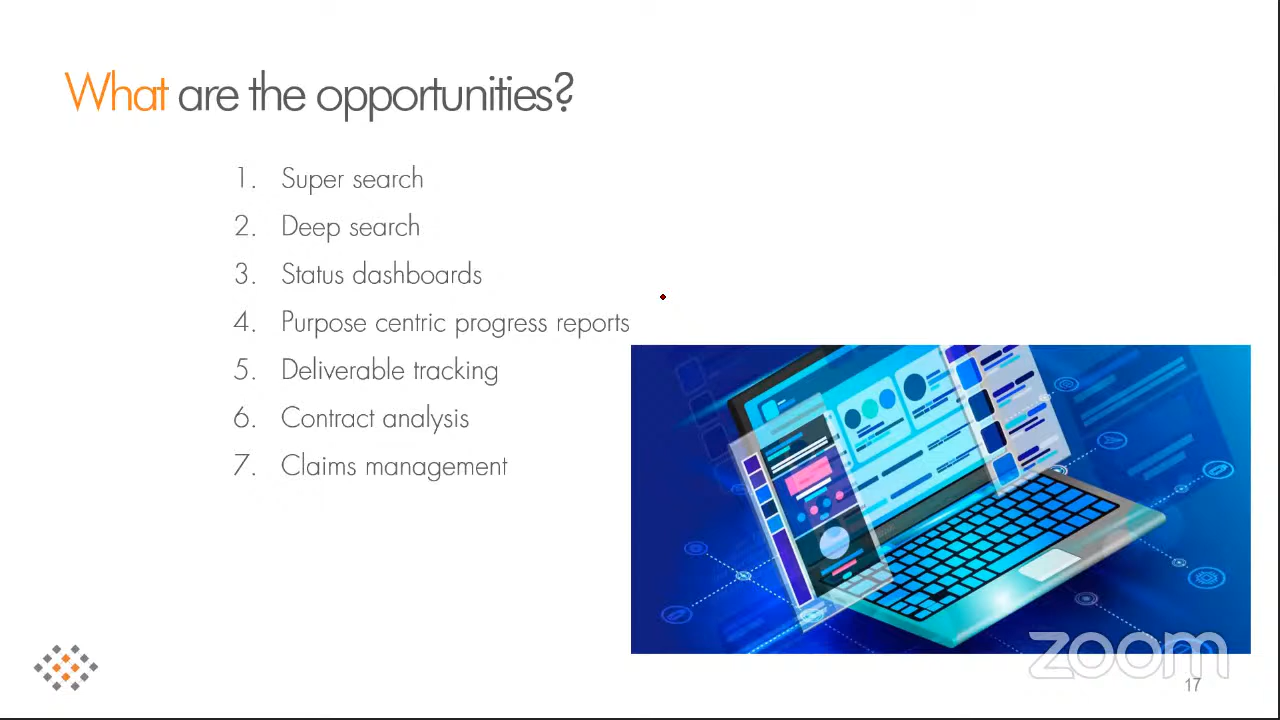 What are the opportunities?
1. Super search
2. Deep search
3. Status dashboards
4. Purpose centric progress reports
5. Deliverable tracking
6. Contract analysis
7. Claims management
zoom
17